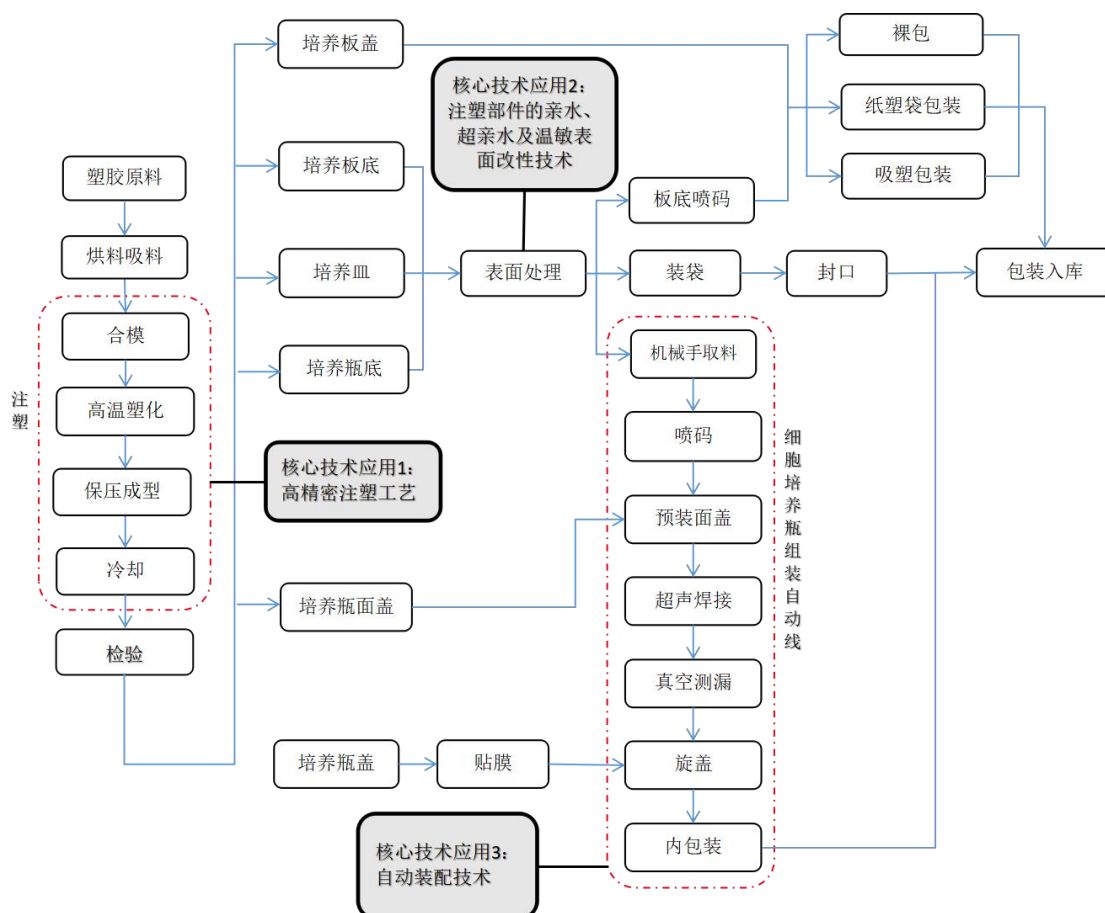 塑胶原料
烘料吸料
合模
高温塑化
保压成型
冷却
检验
注塑
培养板盖
培养板底
培养皿
培养瓶底
培养瓶面盖
培养瓶盖
贴膜
核心技术应用1：
高精密注塑工艺
核心技术应用2：
注塑部件的亲水、
超亲水及温敏表
面改性技术
表面处理
板底喷码
装袋
封口
机械手取料
喷码
预装面盖
超声焊接
真空测漏
旋盖
内包装
细胞培养瓶组装自动线
核心技术应用3：
自动装配技术
裸包
纸塑袋包装
吸塑包装
包装入库